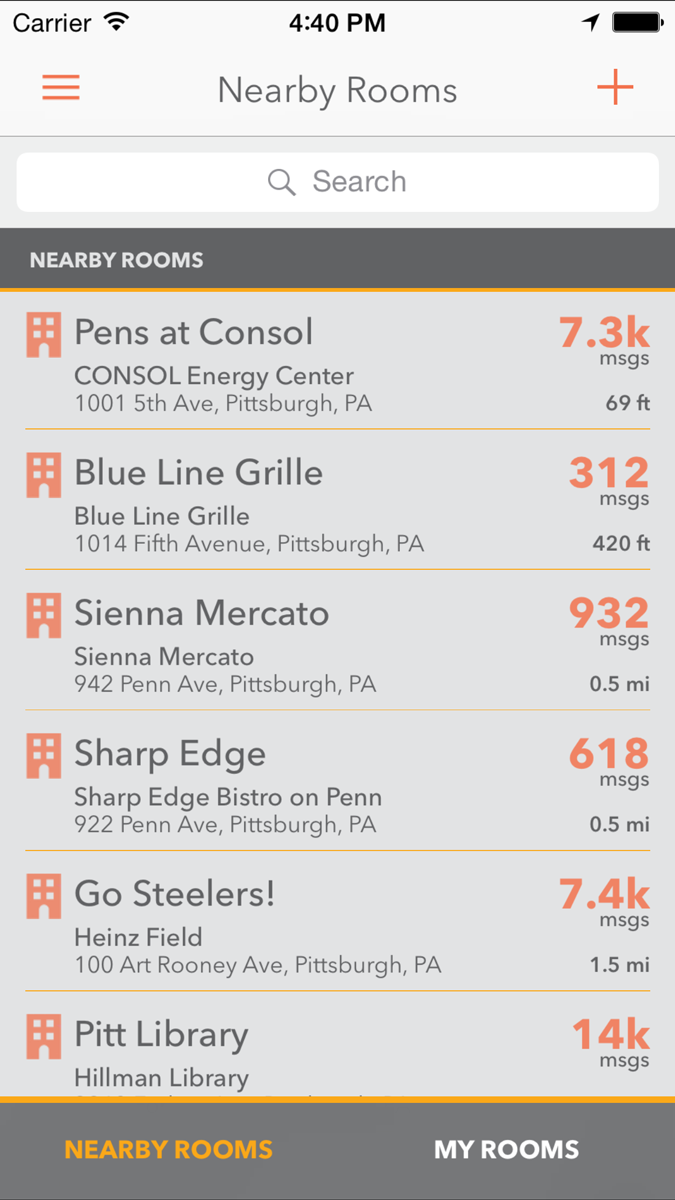 Carrier 4:40 PM
Nearby Rooms
Search
NEARBY ROOMS
Pens at Consol 7.3k
msgs
CONSOL Energy Center
1001 5th Ave, Pittsburgh, PA 69 ft
Blue Line Grille 312
msgs
Blue Line Grille
1014 Fifth Avenue, Pittsburgh, PA 420 ft
Sienna Mercato 932
msgs
Sienna Mercato
942 Penn Ave, Pittsburgh, PA 0.5 mi
Sharp Edge 618
msgs
Sharp Edge Bistro on Penn
922 Penn Ave, Pittsburgh, PA 0.5 mi
Go Steelers! 7.4k
msgs
Heinz Field
100 Art Rooney Ave, Pittsburgh, PA 1.5 mi
Pitt Library 14k
msgs
Hillman Library
NEARBY ROOMS MY ROOMS